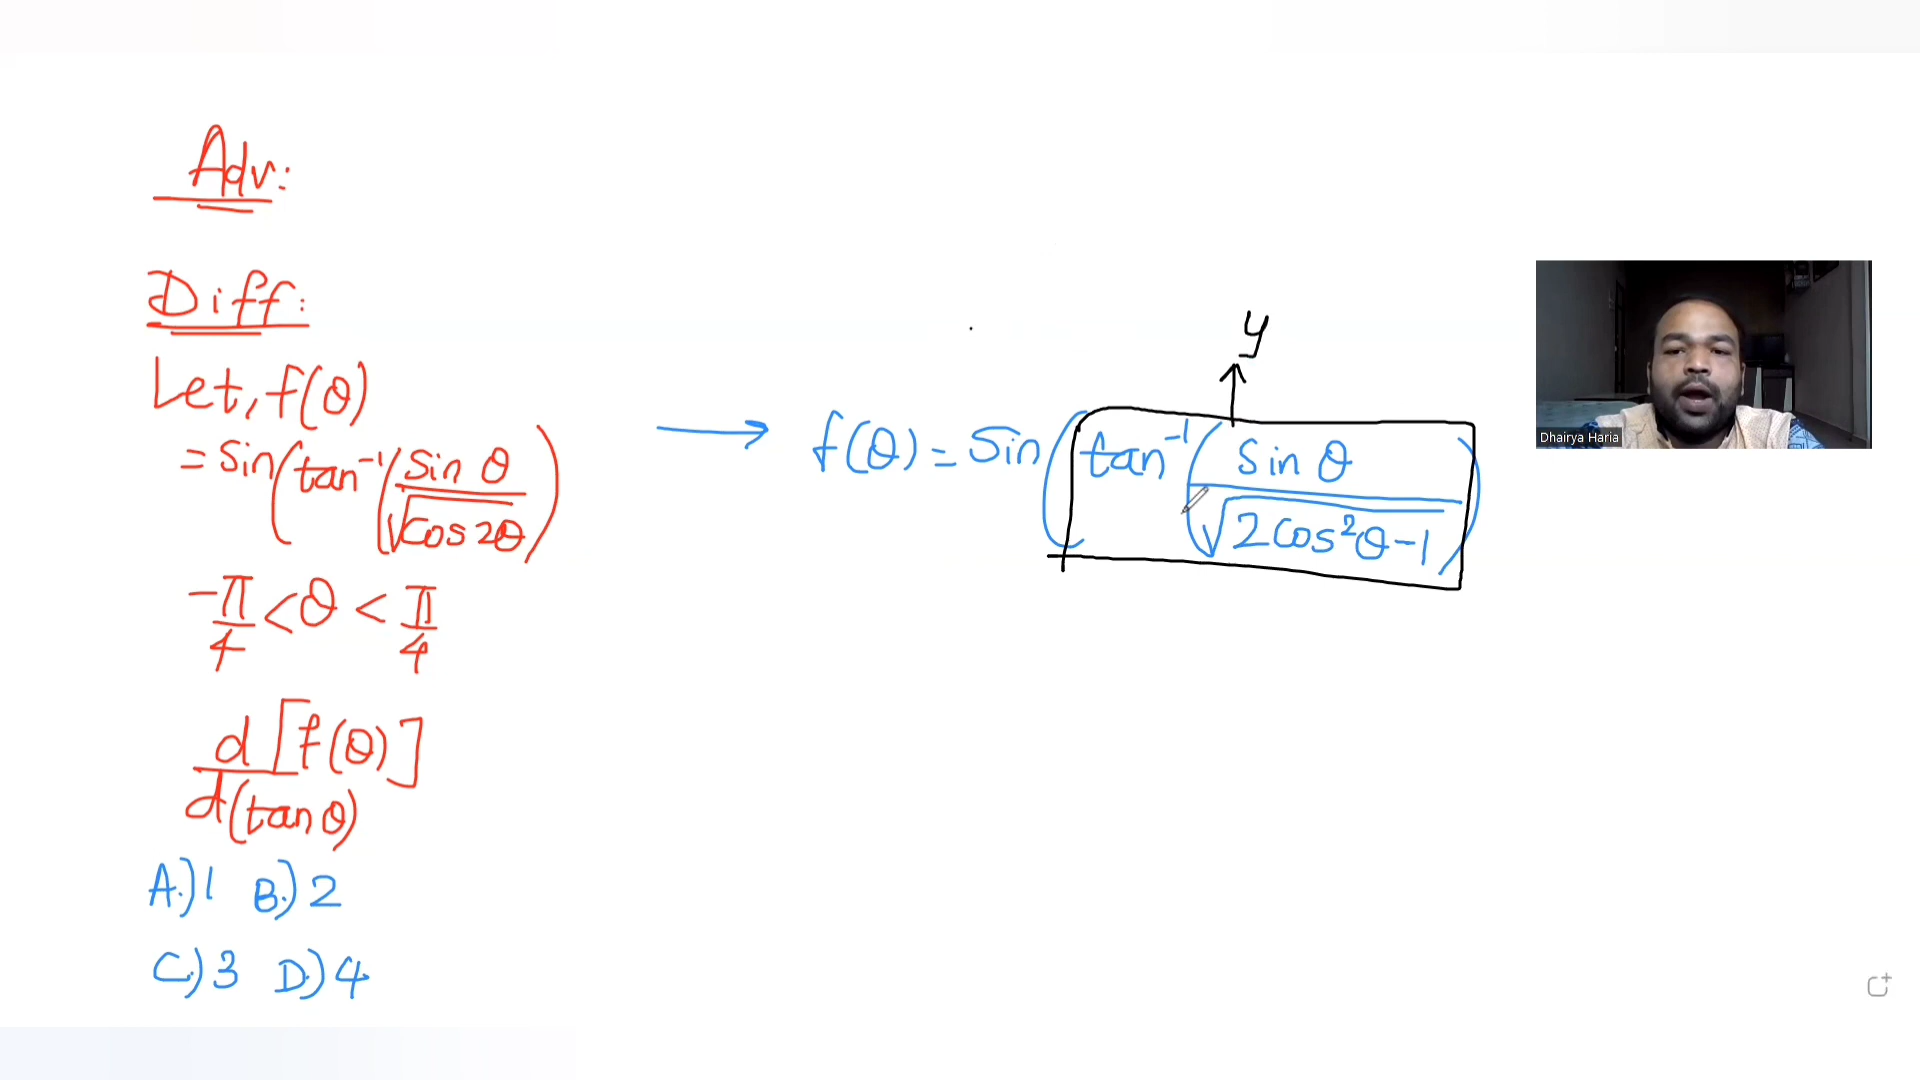 Adv:
Diff:
Let, f(θ)
= Sin(tan⁻¹(Sin θ/√Cos 2θ)
-π/4 < θ < π/4
d [f(θ)]
d(tan θ)
A.) 1 B.) 2
C.) 3 D.) 4
y
→ f(θ) = Sin(tan⁻¹(Sin θ/√2Cos²θ-1)
Dhairya Haria